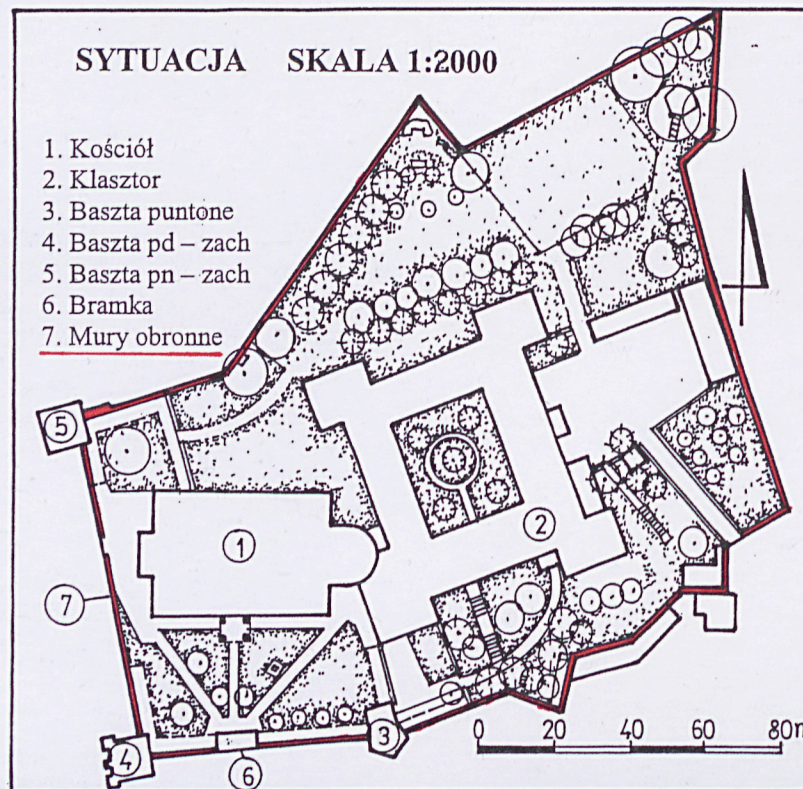 SYTUACJA SKALA 1:2000
1. Kościół
2. Klasztor
3. Baszta puntone
4. Baszta pd – zach
5. Baszta pn – zach
6. Bramka
7. Mury obronne
5
1
2
7
3
4
6
0 20 40 60 80m